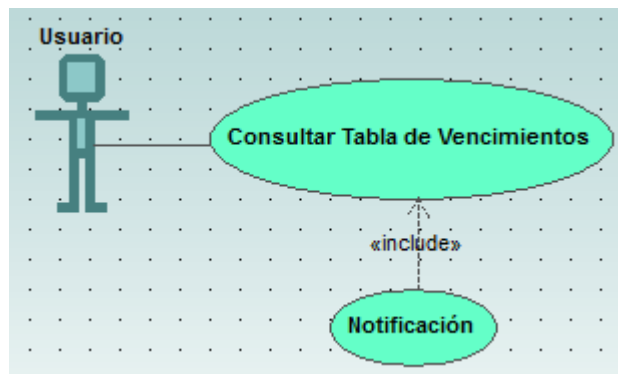 Usuario
Consultar Tabla de Vencimientos
«include»
Notificación